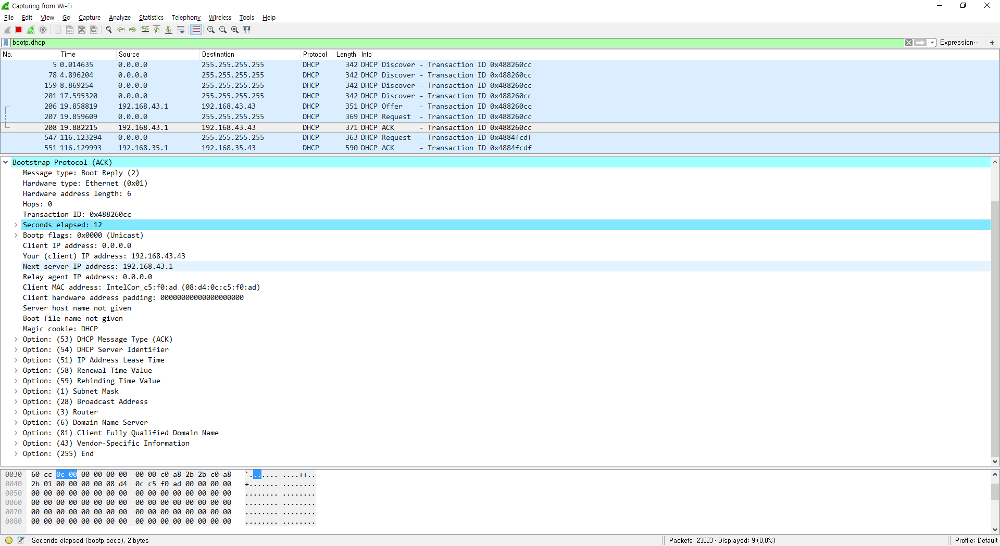 Capturing from Wi-Fi
File Edit View Go Capture Analyze Statistics Telephony Wireless Tools Help
bootp.dhcp
Expression… +
No. Time Source Destination Protocol Length Info
5 0.014635 0.0.0.0 255.255.255.255 DHCP 342 DHCP Discover - Transaction ID 0x488260cc
78 4.896204 0.0.0.0 255.255.255.255 DHCP 342 DHCP Discover - Transaction ID 0x488260cc
159 8.869254 0.0.0.0 255.255.255.255 DHCP 342 DHCP Discover - Transaction ID 0x488260cc
201 17.595320 0.0.0.0 255.255.255.255 DHCP 342 DHCP Discover - Transaction ID 0x488260cc
206 19.858819 192.168.43.1 192.168.43.43 DHCP 351 DHCP Offer - Transaction ID 0x488260cc
207 19.859609 0.0.0.0 255.255.255.255 DHCP 369 DHCP Request - Transaction ID 0x488260cc
208 19.882215 192.168.43.1 192.168.43.43 DHCP 371 DHCP ACK - Transaction ID 0x488260cc
547 116.123294 0.0.0.0 255.255.255.255 DHCP 363 DHCP Request - Transaction ID 0x4884fcdf
551 116.129993 192.168.35.1 192.168.35.43 DHCP 590 DHCP ACK - Transaction ID 0x4884fcdf
Bootstrap Protocol (ACK)
Message type: Boot Reply (2)
Hardware type: Ethernet (0x01)
Hardware address length: 6
Hops: 0
Transaction ID: 0x488260cc
Seconds elapsed: 12
Bootp flags: 0x0000 (Unicast)
Client IP address: 0.0.0.0
Your (client) IP address: 192.168.43.43
Next server IP address: 192.168.43.1
Relay agent IP address: 0.0.0.0
Client MAC address: IntelCor_c5:f0:ad (08:d4:0c:c5:f0:ad)
Client hardware address padding: 00000000000000000000
Server host name not given
Boot file name not given
Magic cookie: DHCP
Option: (53) DHCP Message Type (ACK)
Option: (54) DHCP Server Identifier
Option: (51) IP Address Lease Time
Option: (58) Renewal Time Value
Option: (59) Rebinding Time Value
Option: (1) Subnet Mask
Option: (28) Broadcast Address
Option: (3) Router
Option: (6) Domain Name Server
Option: (81) Client Fully Qualified Domain Name
Option: (43) Vendor-Specific Information
Option: (255) End
0030 60 cc 0c 00 00 00 00 00 00 00 c0 a8 2b 2b c0 a8 `....... ....++..
0040 2b 01 00 00 00 00 08 d4 0c c5 f0 ad 00 00 00 00 +....... ........
0050 00 00 00 00 00 00 00 00 00 00 00 00 00 00 00 00 ........ ........
0060 00 00 00 00 00 00 00 00 00 00 00 00 00 00 00 00 ........ ........
0070 00 00 00 00 00 00 00 00 00 00 00 00 00 00 00 00 ........ ........
0080 00 00 00 00 00 00 00 00 00 00 00 00 00 00 00 00 ........ ........
Seconds elapsed (bootp.secs), 2 bytes
Packets: 23623 · Displayed: 9 (0.0%)
Profile: Default